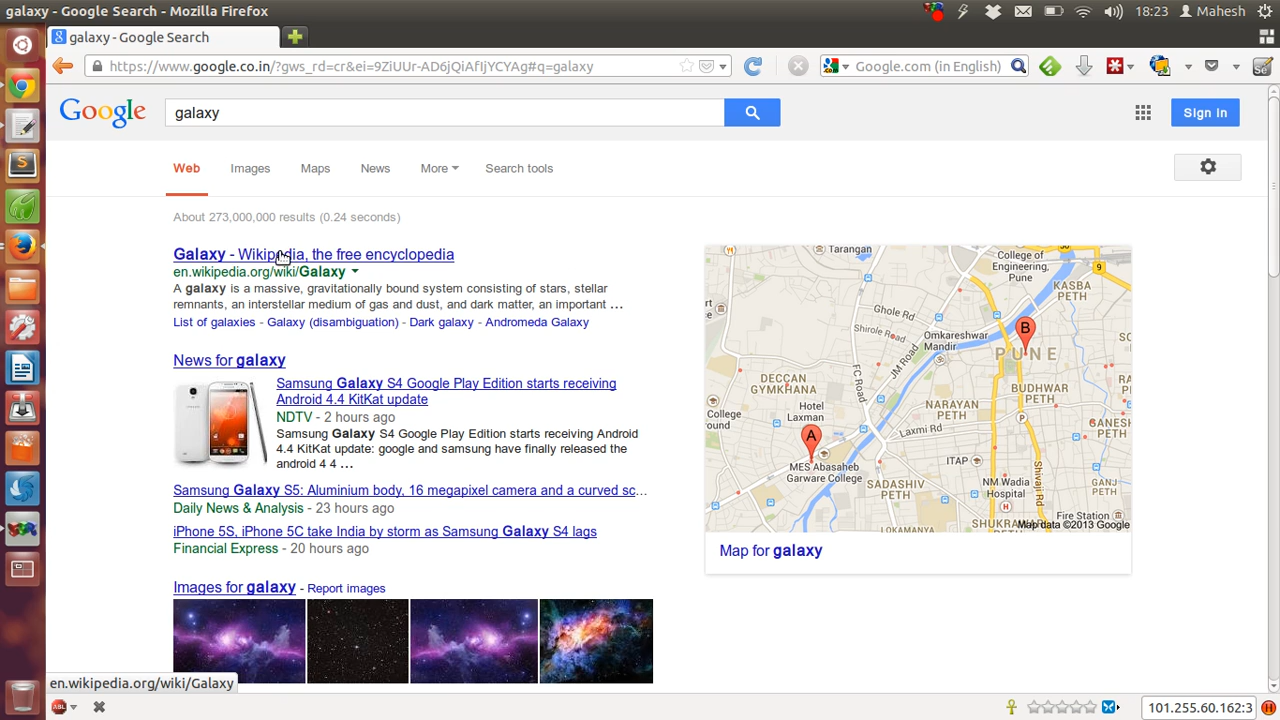 galaxy - Google Search - Mozilla Firefox
18:23 Mahesh
galaxy - Google Search
https://www.google.co.in/?gws_rd=cr&ei=9ZiUUr-AD6jQiAfIjYCYAg#q=galaxy
Google.com (in English)
Google
galaxy
Sign in
Web Images Maps News More Search tools
About 273,000,000 results (0.24 seconds)
Galaxy - Wikipedia, the free encyclopedia
en.wikipedia.org/wiki/Galaxy
A galaxy is a massive, gravitationally bound system consisting of stars, stellar
remnants, an interstellar medium of gas and dust, and dark matter, an important ...
List of galaxies - Galaxy (disambiguation) - Dark galaxy - Andromeda Galaxy
News for galaxy
Samsung Galaxy S4 Google Play Edition starts receiving
Android 4.4 KitKat update
NDTV - 2 hours ago
Samsung Galaxy S4 Google Play Edition starts receiving Android
4.4 KitKat update: google and samsung have finally released the
android 4 4 ...
Samsung Galaxy S5: Aluminium body, 16 megapixel camera and a curved sc...
Daily News & Analysis - 23 hours ago
iPhone 5S, iPhone 5C take India by storm as Samsung Galaxy S4 lags
Financial Express - 20 hours ago
Images for galaxy - Report images
Tarangan
College of
Engineering,
Pune
9
KASBA
PETH
Ghole Rd
Shirole Road
Omkareshwar
Mandir
B
PUNE
JM Road
FC Road
DECCAN
GYMKHANA
BUDHWAR
PETH
College
Ground
Hotel
Laxman
NARAYAN
PETH
GANESH
PETH
A
Laxmi Rd
MES Abasaheb
Garware College
ITAP
Shivaji Rd
GANJ
PETH
SADASHIV
PETH
NM Wadia
Hospital
Fire Station
LOKAMANYA
Map data ©2013 Google
Map for galaxy
en.wikipedia.org/wiki/Galaxy
ABL
101.255.60.162:3